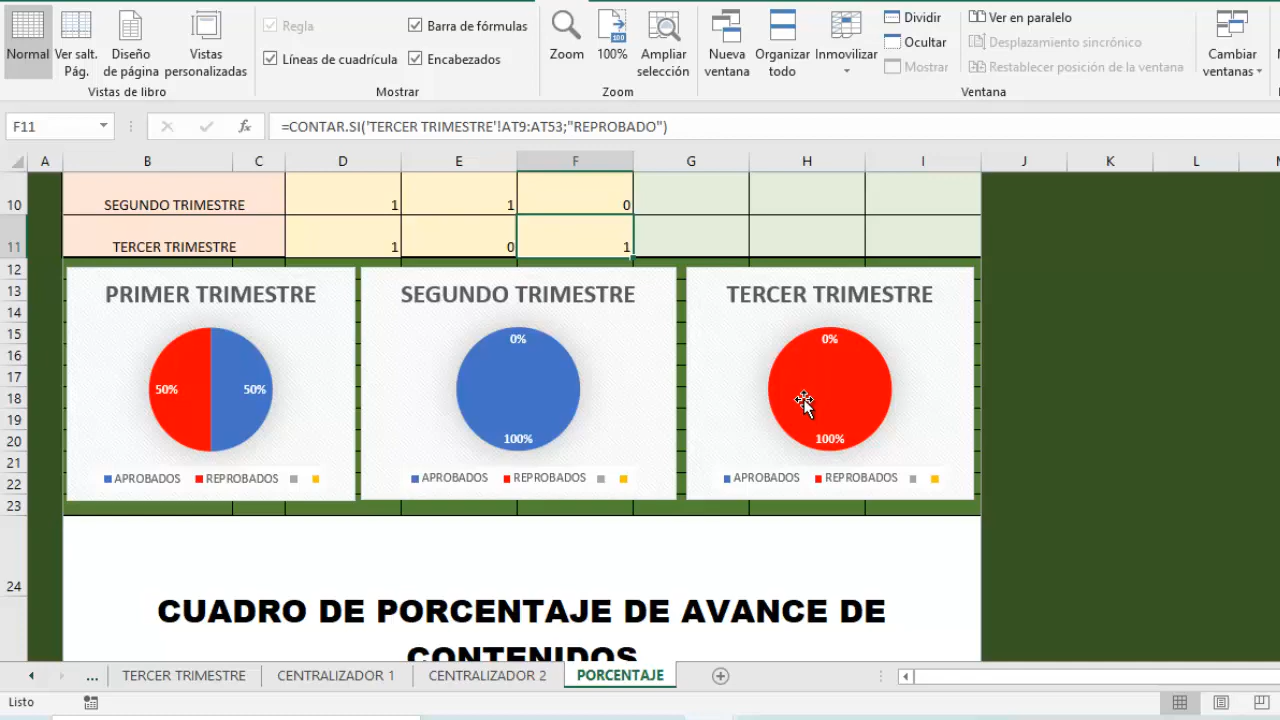 Normal
Ver salt. Pág.
Diseño de página
Vistas personalizadas
Vistas de libro
Regla
Barra de fórmulas
Líneas de cuadrícula
Encabezados
Mostrar
Zoom
100%
Ampliar selección
Zoom
Nueva ventana
Organizar todo
Inmovilizar
Dividir
Ocultar
Mostrar
Ver en paralelo
Desplazamiento sincrónico
Restablecer posición de la ventana
Cambiar ventanas
Ventana
F11
fx
=CONTAR.SI('TERCER TRIMESTRE'!AT9:AT53;"REPROBADO")
A B C D E F G H I J K L
10 SEGUNDO TRIMESTRE 1 1 0
11 TERCER TRIMESTRE 1 0 1
12
13
14
15
16
17
18
19
20
21
22
23
24
PRIMER TRIMESTRE
50% 50%
APROBADOS REPROBADOS
SEGUNDO TRIMESTRE
0%
100%
APROBADOS REPROBADOS
TERCER TRIMESTRE
0%
100%
APROBADOS REPROBADOS
CUADRO DE PORCENTAJE DE AVANCE DE
CONTENIDOS
... TERCER TRIMESTRE CENTRALIZADOR 1 CENTRALIZADOR 2 PORCENTAJE
Listo